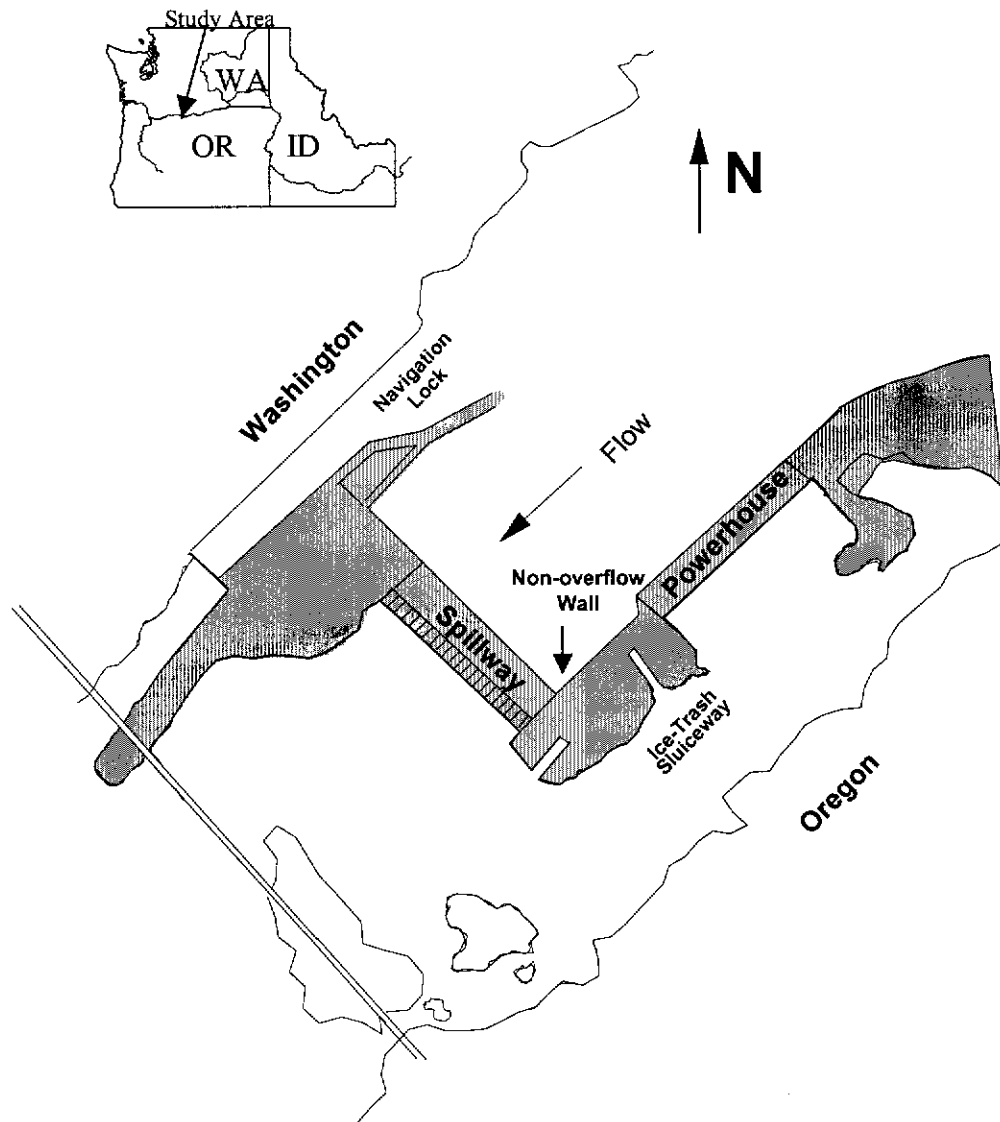 Study Area
WA
OR
ID
N
Washington
Navigation
Lock
Flow
Powerhouse
Non-overflow
Wall
Spillway
Ice-Trash
Sluiceway
Oregon